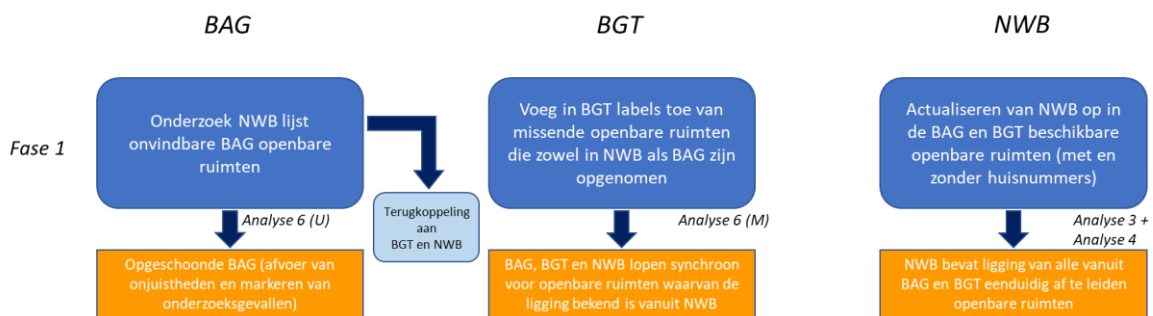 BAG
BGT
NWB
Fase 1
Onderzoek NWB lijst
onvindbare BAG openbare
ruimten
Voeg in BGT labels toe van
missende openbare ruimten
die zowel in NWB als BAG zijn
opgenomen
Actualiseren van NWB op in
de BAG en BGT beschikbare
openbare ruimten (met en
zonder huisnummers)
Terugkoppeling
aan
BGT en NWB
Analyse 6 (U)
Analyse 6 (M)
Analyse 3 +
Analyse 4
Opgeschoonde BAG (afvoer van
onjuistheden en markeren van
onderzoeksgevallen)
BAG, BGT en NWB lopen synchroon
voor openbare ruimten waarvan de
ligging bekend is vanuit NWB
NWB bevat ligging van alle vanuit
BAG en BGT eenduidig af te leiden
openbare ruimten